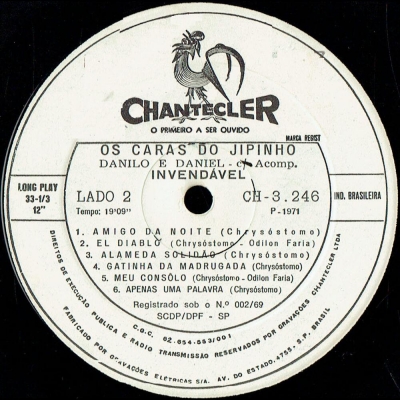 CHANTECLER
O PRIMEIRO A SER OUVIDO
MARCA REGIST
OS CARAS DO JIPINHO
DANILO E DANIEL - c/ Acomp.
INVENDÁVEL
LONG PLAY
33-1/3
12"
LADO 2
Tempo: 19'09"
CH-3.246
P-1971
IND. BRASILEIRA
1. AMIGO DA NOITE (Chrysóstomo)
2. EL DIABLO (Chrysóstomo - Odilon Faria)
3. ALAMEDA SOLIDÃO (Chrysóstomo)
4. GATINHA DA MADRUGADA (Chrysóstomo)
5. MEU CONSÔLO (Chrysóstomo - Odilon Faria)
6. APENAS UMA PALAVRA (Chrysóstomo)
Registrado sob o N.º 002/69
SCDP/DPF - SP
C.G.C. 62.054.653/001
DIREITOS DE EXECUÇÃO PUBLICA E RADIO TRANSMISSÃO RESERVADOS POR GRAVAÇÕES CHANTECLER LTDA
FABRICADO POR GRAVAÇÕES ELÉTRICAS S/A. AV. DO ESTADO, 4755, S.P. BRASIL